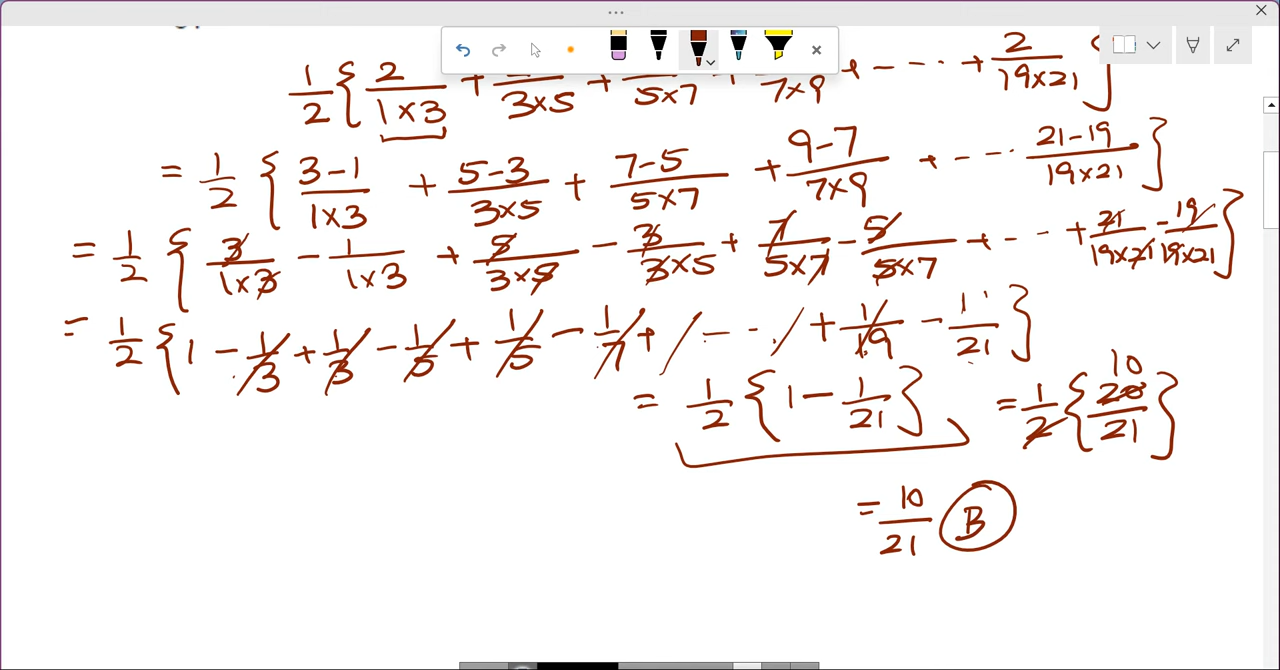 1/2 { 2/(1×3) + /(3×5) + /(5×7) + /(7×9) + - - - · + 2/(19×21) }
= 1/2 { (3-1)/(1×3) + (5-3)/(3×5) + (7-5)/(5×7) + (9-7)/(7×9) + - - - · (21-19)/(19×21) }
= 1/2 { 3/(1×3) - 1/(1×3) + 5/(3×5) - 3/(3×5) + 7/(5×7) - 5/(5×7) + - - · + 21/(19×21) - 19/(19×21) }
= 1/2 { 1 - 1/3 + 1/3 - 1/5 + 1/5 - 1/7 + - - · + 1/19 - 1/21 }
= 1/2 { 1 - 1/21 } = 1/2 { 20/21 } 10
= 10/21 B